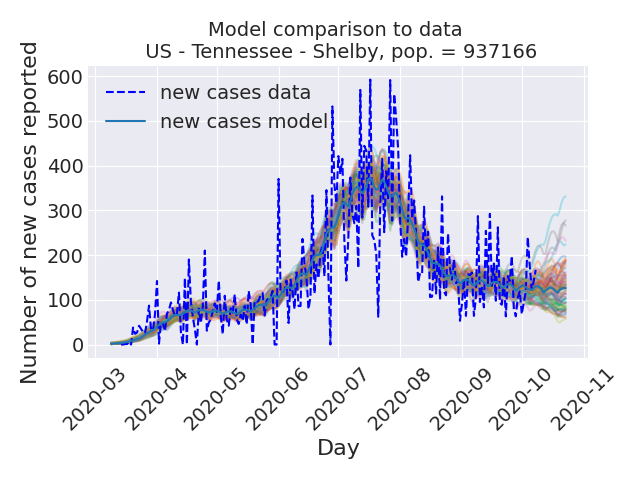 Model comparison to data
US - Tennessee - Shelby, pop. = 937166
Number of new cases reported
600
500
400
300
200
100
0
new cases data
new cases model
2020-03
2020-04
2020-05
2020-06
2020-07
2020-08
2020-09
2020-10
2020-11
Day